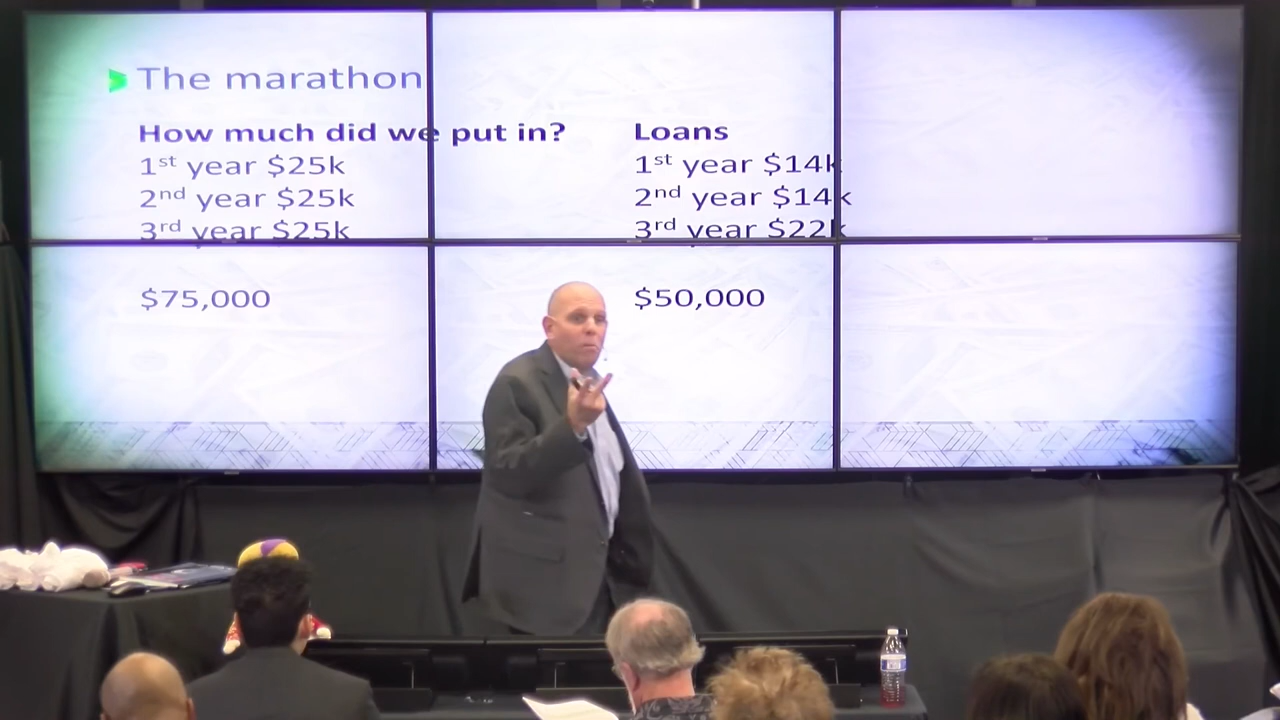 The marathon
How much did we put in?
1st year $25k
2nd year $25k
3rd year $25k
$75,000
Loans
1st year $14k
2nd year $14k
3rd year $22k
$50,000